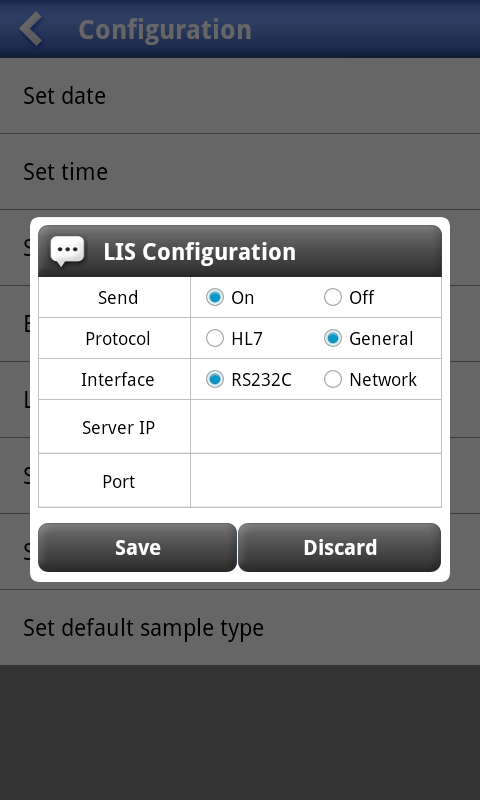 Configuration
Set date
Set time
LIS Configuration
Send On Off
Protocol HL7 General
Interface RS232C Network
Server IP
Port
Save Discard
Set default sample type